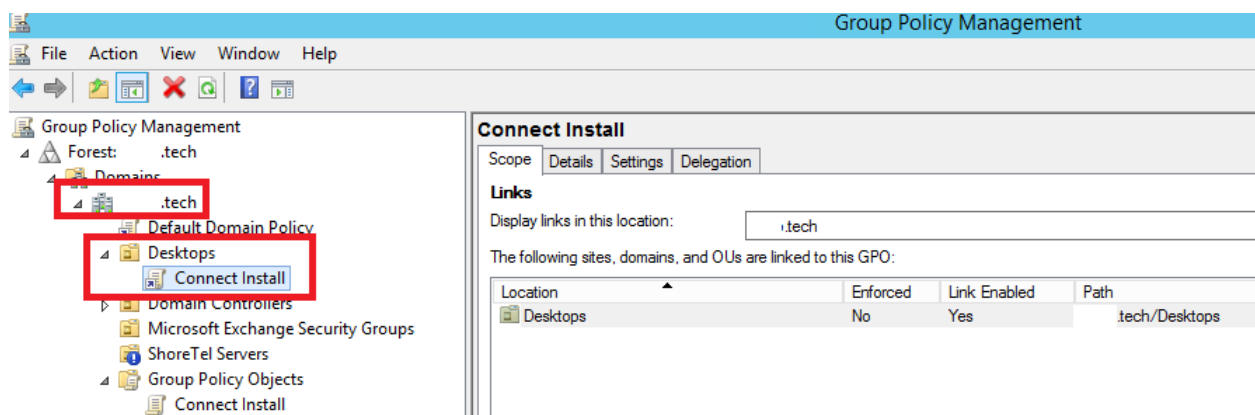 Group Policy Management
File Action View Window Help
Group Policy Management
Forest: .tech
Domains
.tech
Default Domain Policy
Desktops
Connect Install
Domain Controllers
Microsoft Exchange Security Groups
ShoreTel Servers
Group Policy Objects
Connect Install
Connect Install
Scope Details Settings Delegation
Links
Display links in this location: .tech
The following sites, domains, and OUs are linked to this GPO:
Location Enforced Link Enabled Path
Desktops No Yes .tech/Desktops